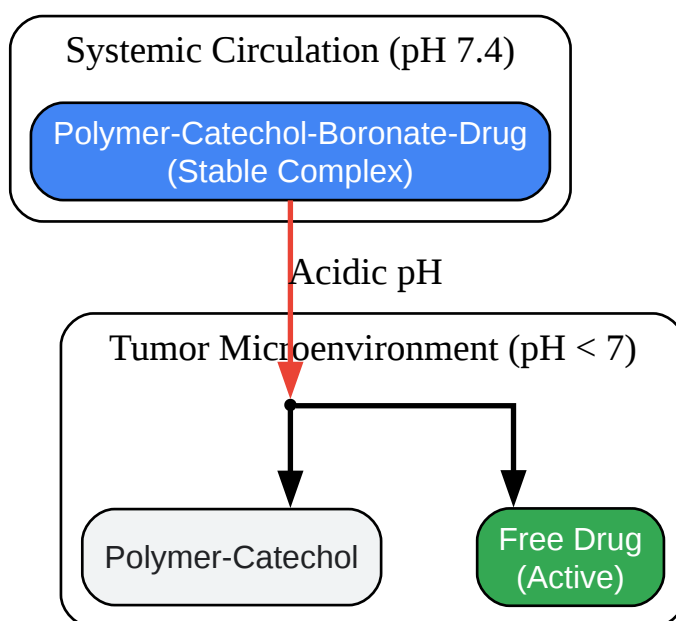 Systemic Circulation (pH 7.4)
Polymer-Catechol-Boronate-Drug
(Stable Complex)
Acidic pH
Tumor Microenvironment (pH < 7)
Polymer-Catechol
Free Drug
(Active)